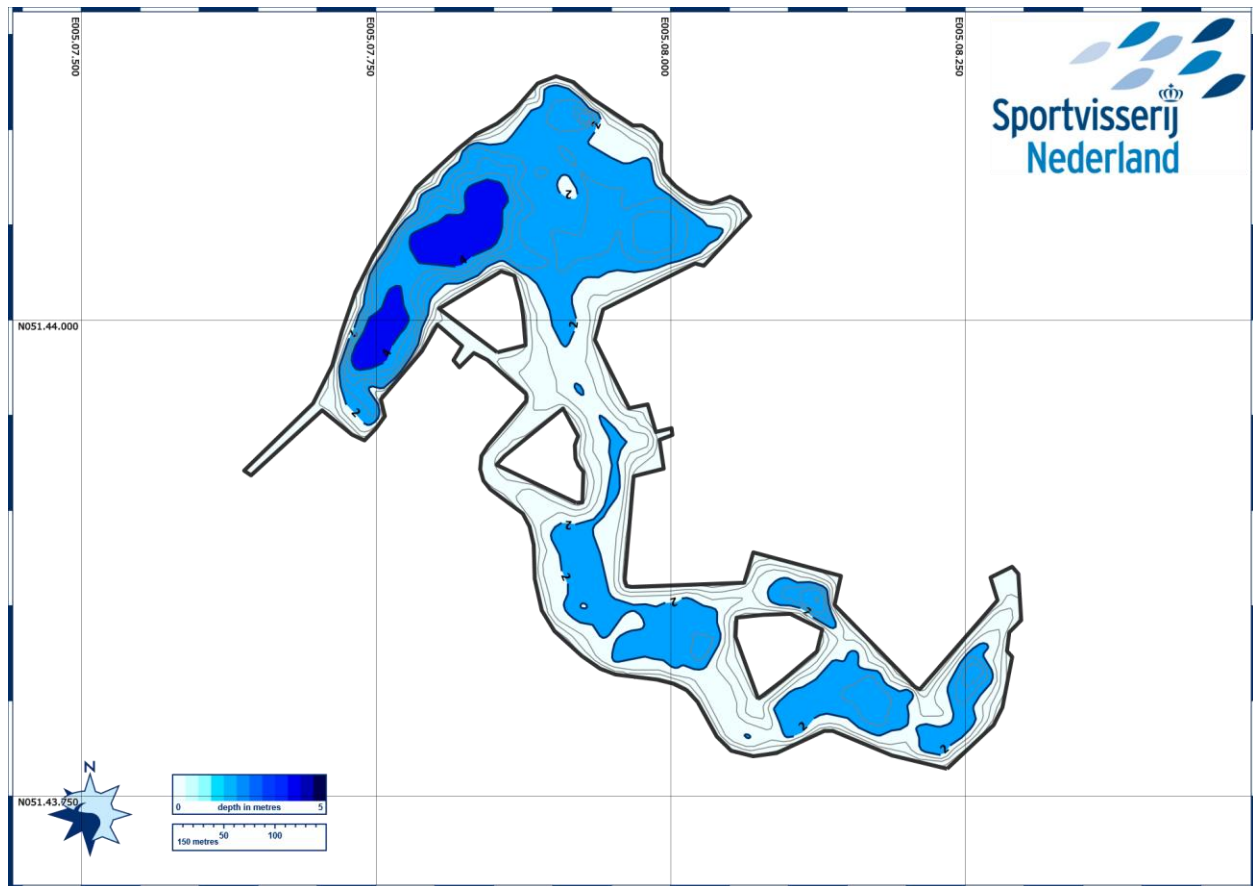 E005.07.500
E005.07.750
E005.08.000
E005.08.250
Sportvisserij
Nederland
2
2
2
4
N051.44.000
2
2
4
2
2
2
2
2
2
2
N
N051.43.750
0 depth in metres 5
50 100
150 metres